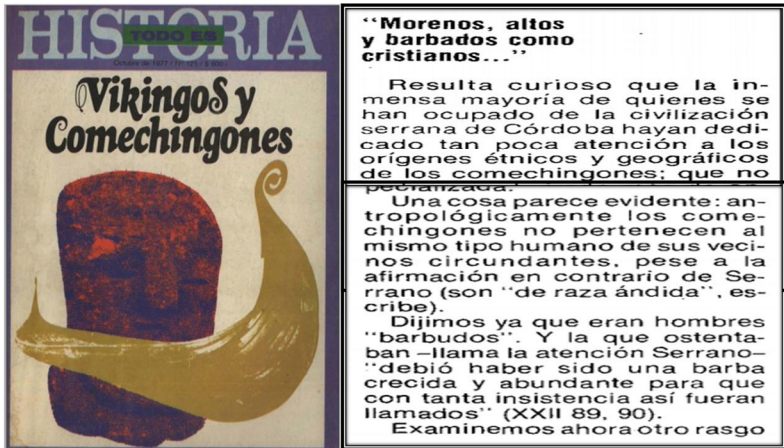 HISTORIA
TODO ES
Octubre de 1977 / Nº 125 / $ 600.-
Vikingos y
Comechingones
"Morenos, altos
y barbados como
cristianos..."
Resulta curioso que la in-
mensa mayoría de quienes se
han ocupado de la civilización
serrana de Córdoba hayan dedi-
cado tan poca atención a los
orígenes étnicos y geográficos
de los comechingones; que no
pecializada.
Una cosa parece evidente: an-
tropológicamente los come-
chingones no pertenecen al
mismo tipo humano de sus veci-
nos circundantes, pese a la
afirmación en contrario de Se-
rrano (son "de raza ándida", es-
cribe).
Dijimos ya que eran hombres
"barbudos". Y la que ostenta-
ban —llama la atención Serrano—
"debió haber sido una barba
crecida y abundante para que
con tanta insistencia así fueran
llamados" (XXII 89, 90).
Examinemos ahora otro rasgo